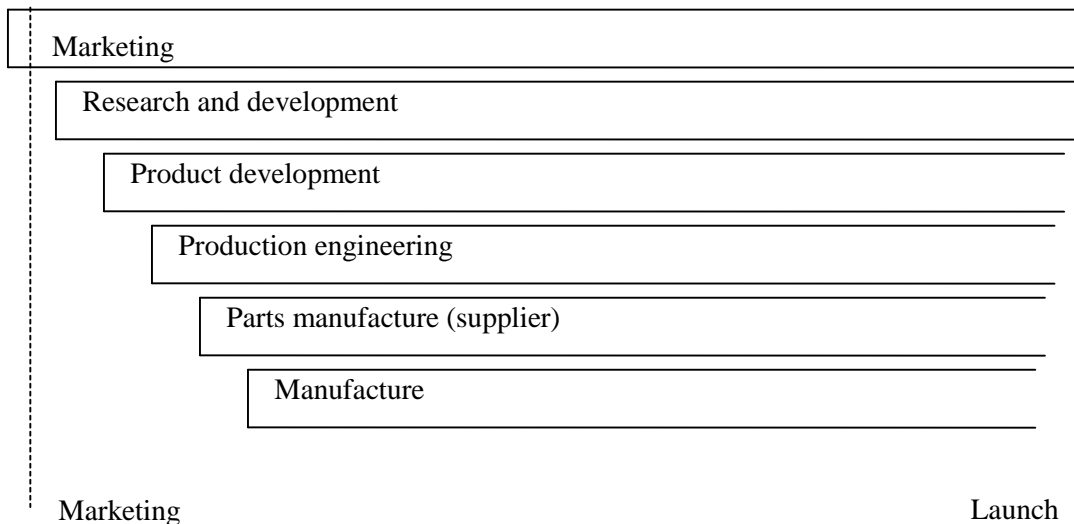 Marketing
Research and development
Product development
Production engineering
Parts manufacture (supplier)
Manufacture
Marketing Launch